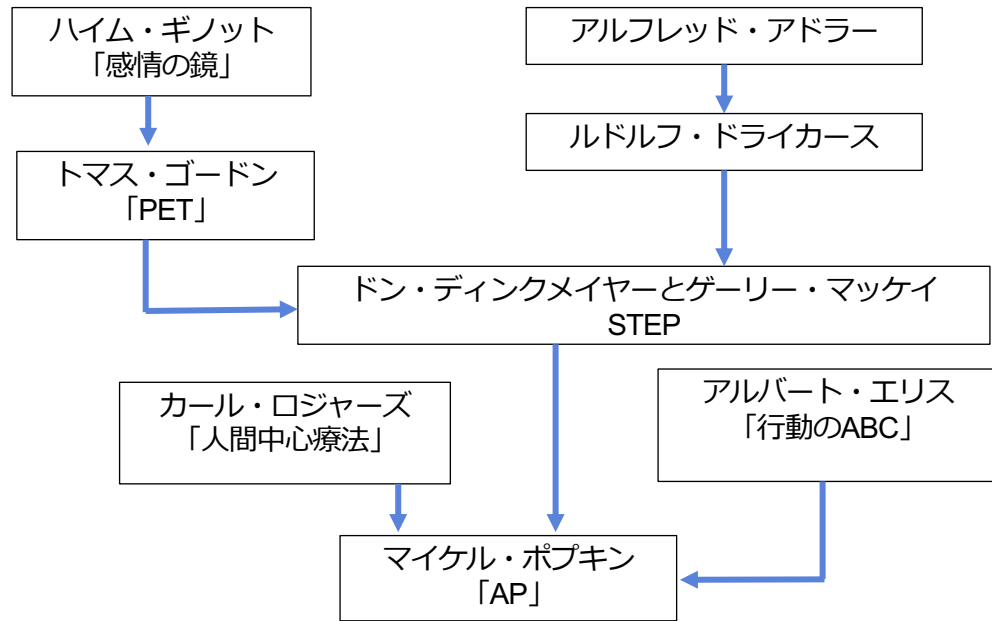 ハイム・ギノット
「感情の鏡」
アルフレッド・アドラー
ルドルフ・ドライカース
トマス・ゴードン
「PET」
ドン・ディンクメイヤーとゲーリー・マッケイ
STEP
カール・ロジャーズ
「人間中心療法」
アルバート・エリス
「行動のABC」
マイケル・ポプキン
「AP」